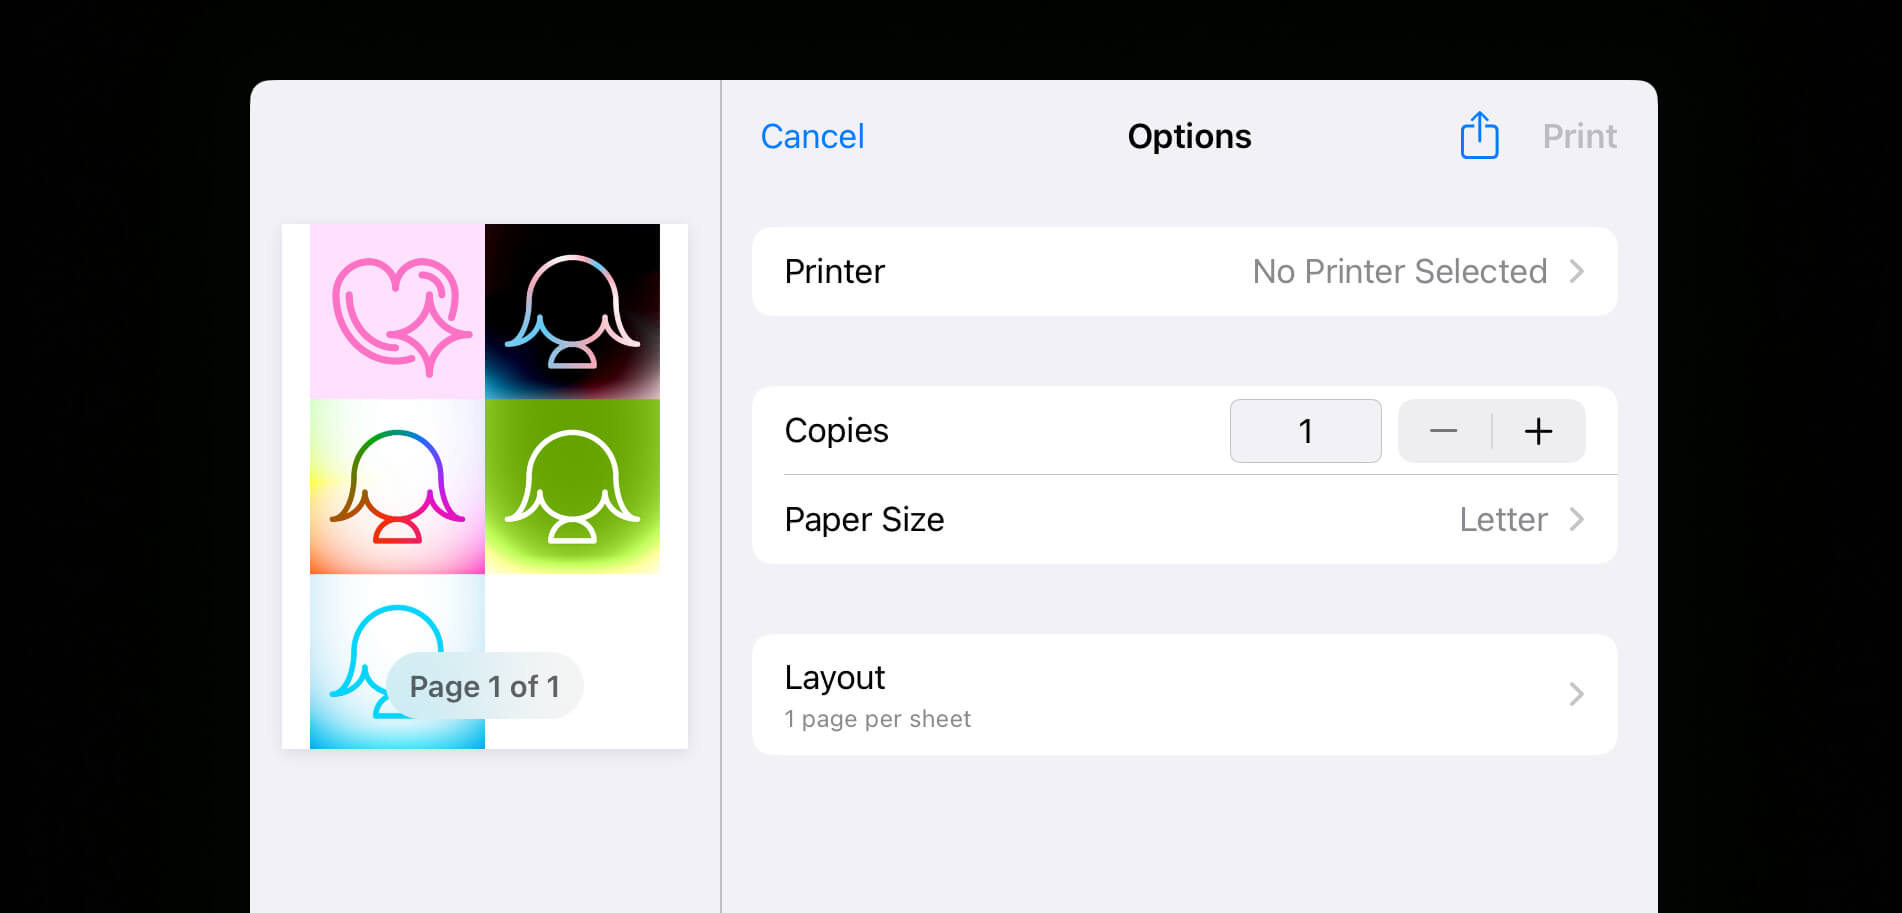 Cancel
Options
Print
Printer
No Printer Selected
Copies
1
Paper Size
Letter
Layout
1 page per sheet
Page 1 of 1